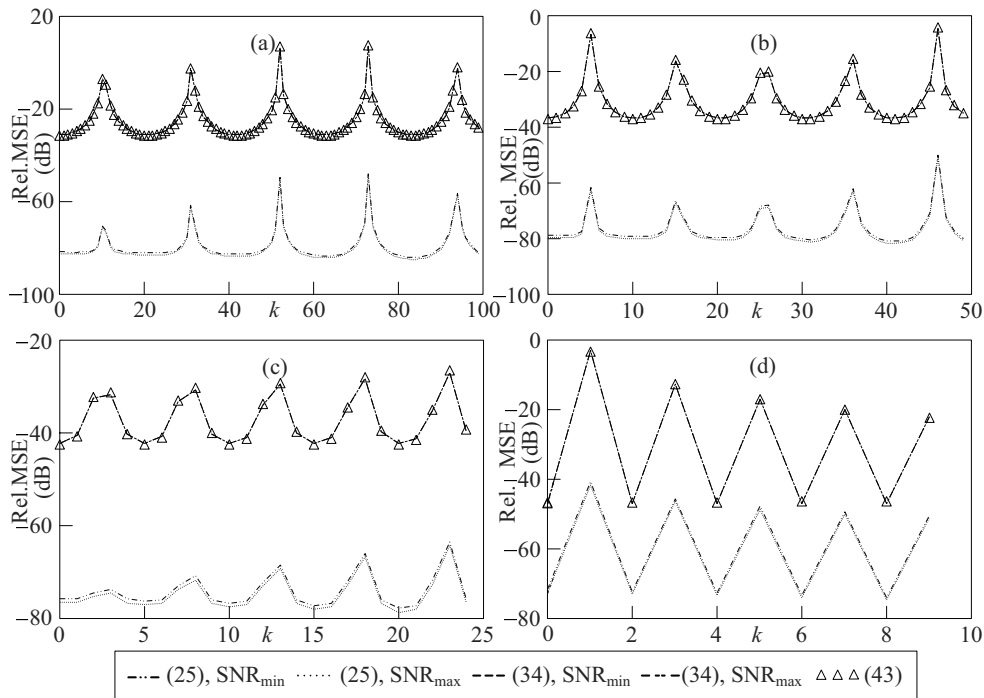 20
−20
−60
−100
Rel.MSE
(dB)
(a)
0 20 40 60 80 100
k
0
−20
−40
−60
−80
−100
Rel. MSE
(dB)
(b)
0 10 20 30 40 50
k
−20
−40
−60
−80
Rel.MSE
(dB)
(c)
0 5 10 15 20 25
k
0
−20
−40
−60
−80
Rel. MSE
(dB)
(d)
0 2 4 6 8 10
k
(25), SNRmin (25), SNRmax (34), SNRmin (34), SNRmax (43)